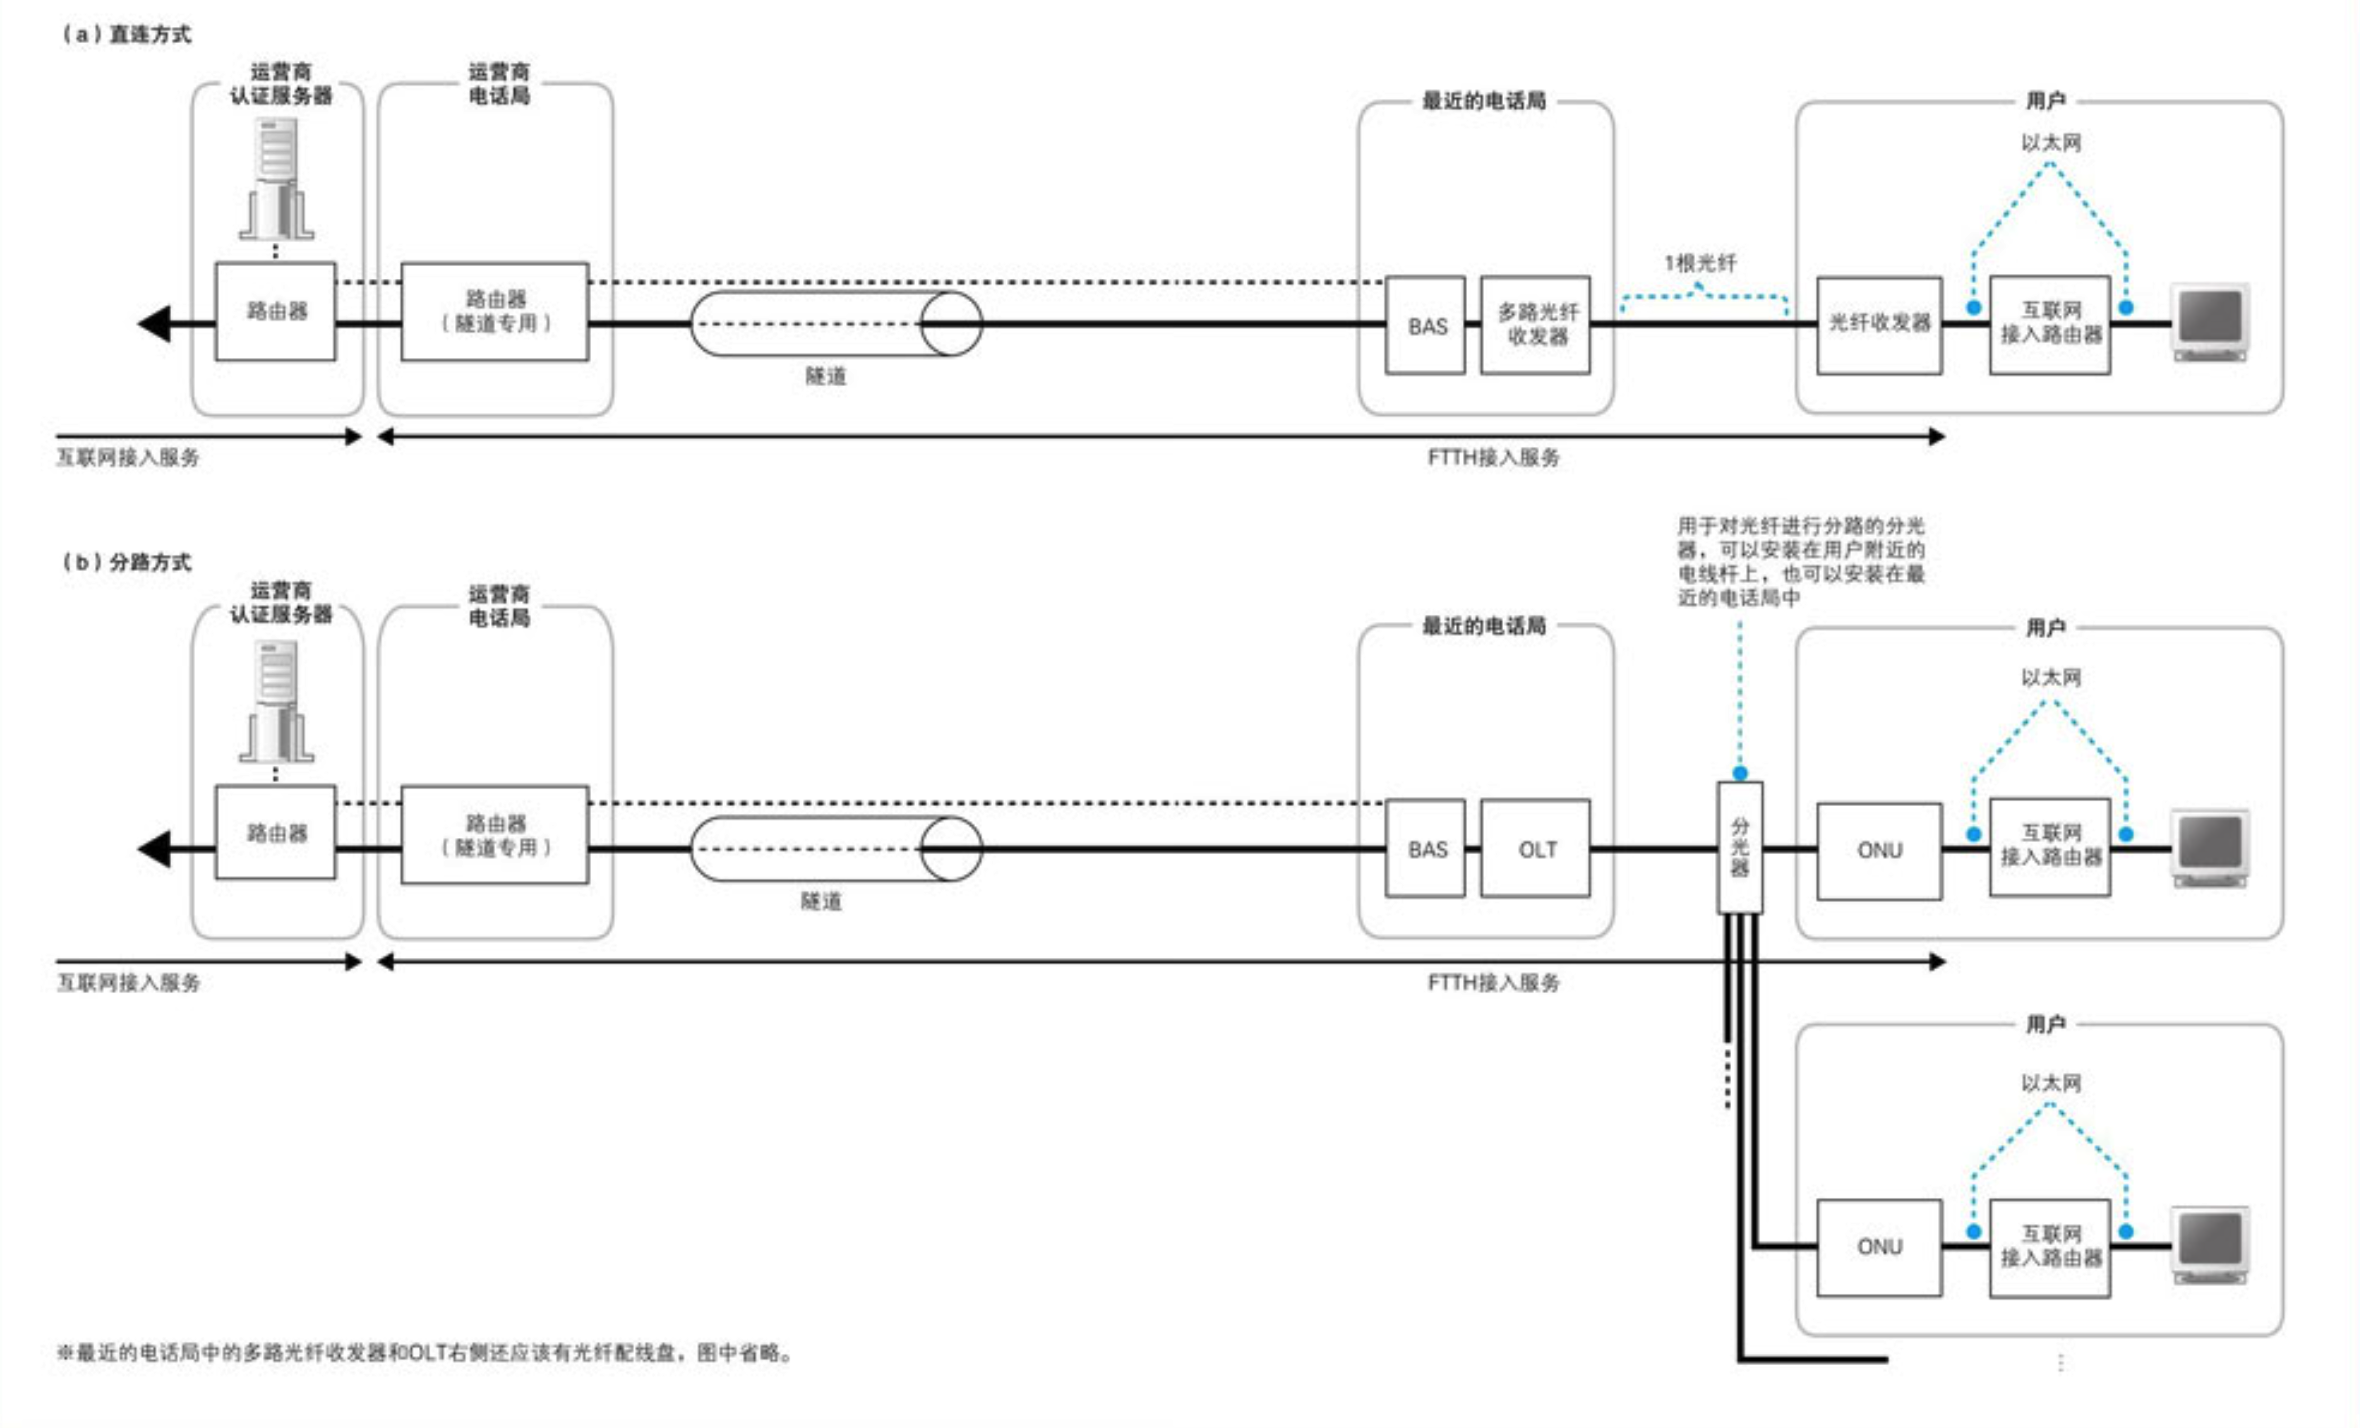 （a）直连方式
运营商
认证服务器
运营商
电话局
最近的电话局
用户
以太网
1根光纤
路由器
路由器
（隧道专用）
隧道
BAS
多路光纤
收发器
光纤收发器
互联网
接入路由器
互联网接入服务
FTTH接入服务
用于对光纤进行分路的分光
器，可以安装在用户附近的
电线杆上，也可以安装在最
近的电话局中
（b）分路方式
运营商
认证服务器
运营商
电话局
最近的电话局
用户
以太网
路由器
路由器
（隧道专用）
隧道
BAS
OLT
分
光
器
ONU
互联网
接入路由器
互联网接入服务
FTTH接入服务
用户
以太网
ONU
互联网
接入路由器
※最近的电话局中的多路光纤收发器和OLT右侧还应该有光纤配线盘，图中省略。